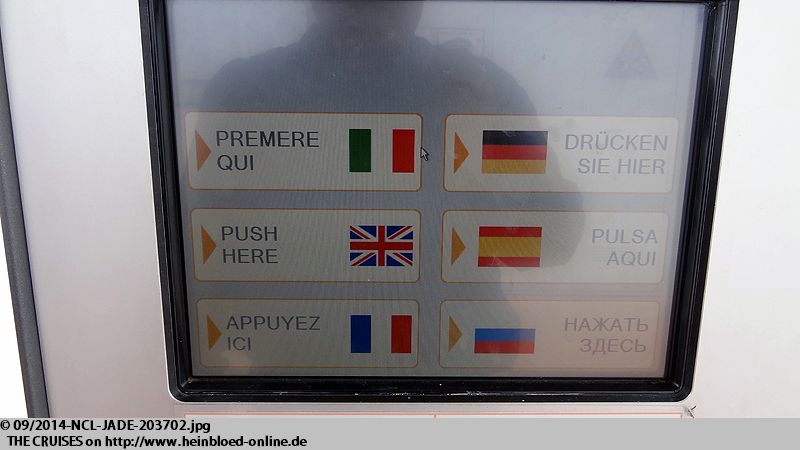 PREMERE
QUI
DRÜCKEN
SIE HIER
PUSH
HERE
PULSA
AQUI
APPUYEZ
ICI
НАЖАТЬ
ЗДЕСЬ
© 09/2014-NCL-JADE-203702.jpg
THE CRUISES on http://www.heinbloed-online.de